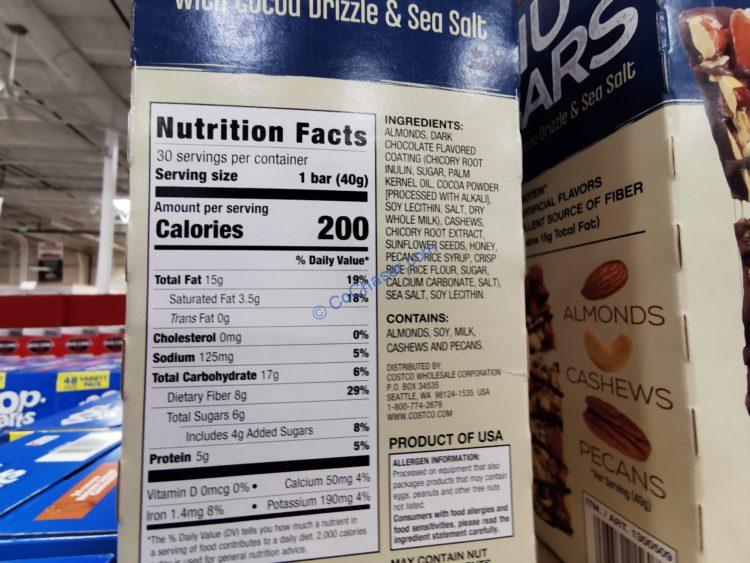 with Cocoa Drizzle & Sea Salt
Nutrition Facts
30 servings per container
Serving size 1 bar (40g)
Amount per serving
Calories 200
% Daily Value*
Total Fat 15g 19%
Saturated Fat 3.5g 18%
Trans Fat 0g
Cholesterol 0mg 0%
Sodium 125mg 5%
Total Carbohydrate 17g 6%
Dietary Fiber 8g 29%
Total Sugars 6g
Includes 4g Added Sugars 8%
Protein 5g 5%
Vitamin D 0mcg 0% • Calcium 50mg 4%
Iron 1.4mg 8% • Potassium 190mg 4%
*The % Daily Value (DV) tells you how much a nutrient in
a serving of food contributes to a daily diet. 2,000 calories
is used for general nutrition advice.
INGREDIENTS:
ALMONDS, DARK
CHOCOLATE FLAVORED
COATING (CHICORY ROOT
INULIN, SUGAR, PALM
KERNEL OIL, COCOA POWDER
[PROCESSED WITH ALKALI],
SOY LECITHIN, SALT, DRY
WHOLE MILK), CASHEWS,
CHICORY ROOT EXTRACT,
SUNFLOWER SEEDS, HONEY,
PECANS, RICE SYRUP, CRISP
RICE (RICE FLOUR, SUGAR,
CALCIUM CARBONATE, SALT),
SEA SALT, SOY LECITHIN.
CONTAINS:
ALMONDS, SOY, MILK,
CASHEWS AND PECANS.
DISTRIBUTED BY:
COSTCO WHOLESALE CORPORATION
P.O. BOX 34535
SEATTLE, WA 98124-1535 USA
1-800-774-2678
WWW.COSTCO.COM
PRODUCT OF USA
ALLERGEN INFORMATION:
Processed on equipment that also
packages products that may contain
eggs, peanuts and other tree nuts
not listed.
Consumers with food allergies and
food sensitivities, please read the
ingredient statement carefully.
MAY CONTAIN NUT
© CoChaser.com
ARS
Drizzle & Sea Salt
FLAVORS
SOURCE OF FIBER
15g Total Fat)
ALMONDS
CASHEWS
PECANS
*Per Serving (40g)
ITM./ART. 1300509
48 VARIETY
PACK